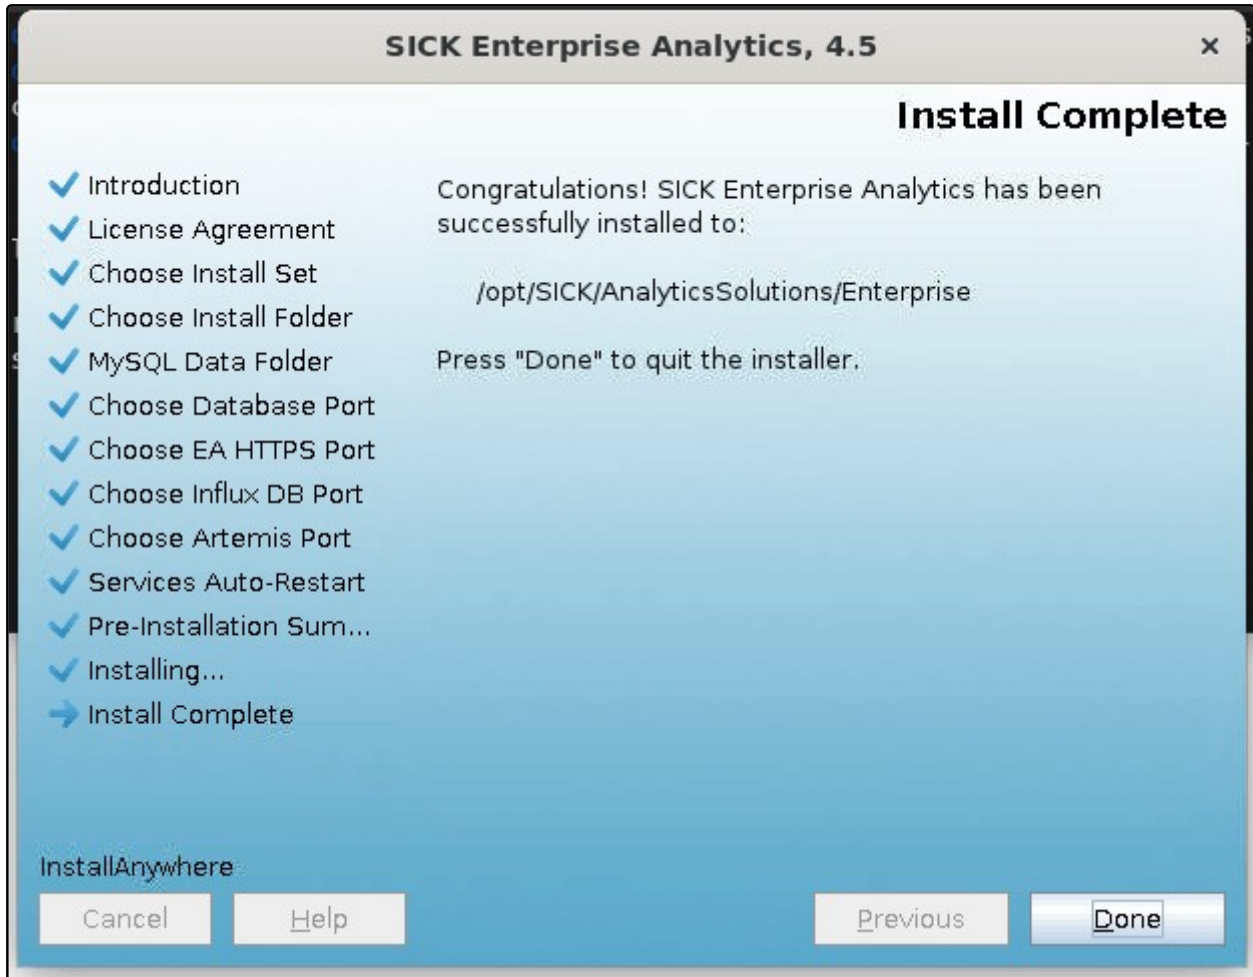 SICK Enterprise Analytics, 4.5
Install Complete
Introduction
License Agreement
Choose Install Set
Choose Install Folder
MySQL Data Folder
Choose Database Port
Choose EA HTTPS Port
Choose Influx DB Port
Choose Artemis Port
Services Auto-Restart
Pre-Installation Sum...
Installing...
Install Complete
Congratulations! SICK Enterprise Analytics has been
successfully installed to:
/opt/SICK/AnalyticsSolutions/Enterprise
Press "Done" to quit the installer.
InstallAnywhere
Cancel
Help
Previous
Done